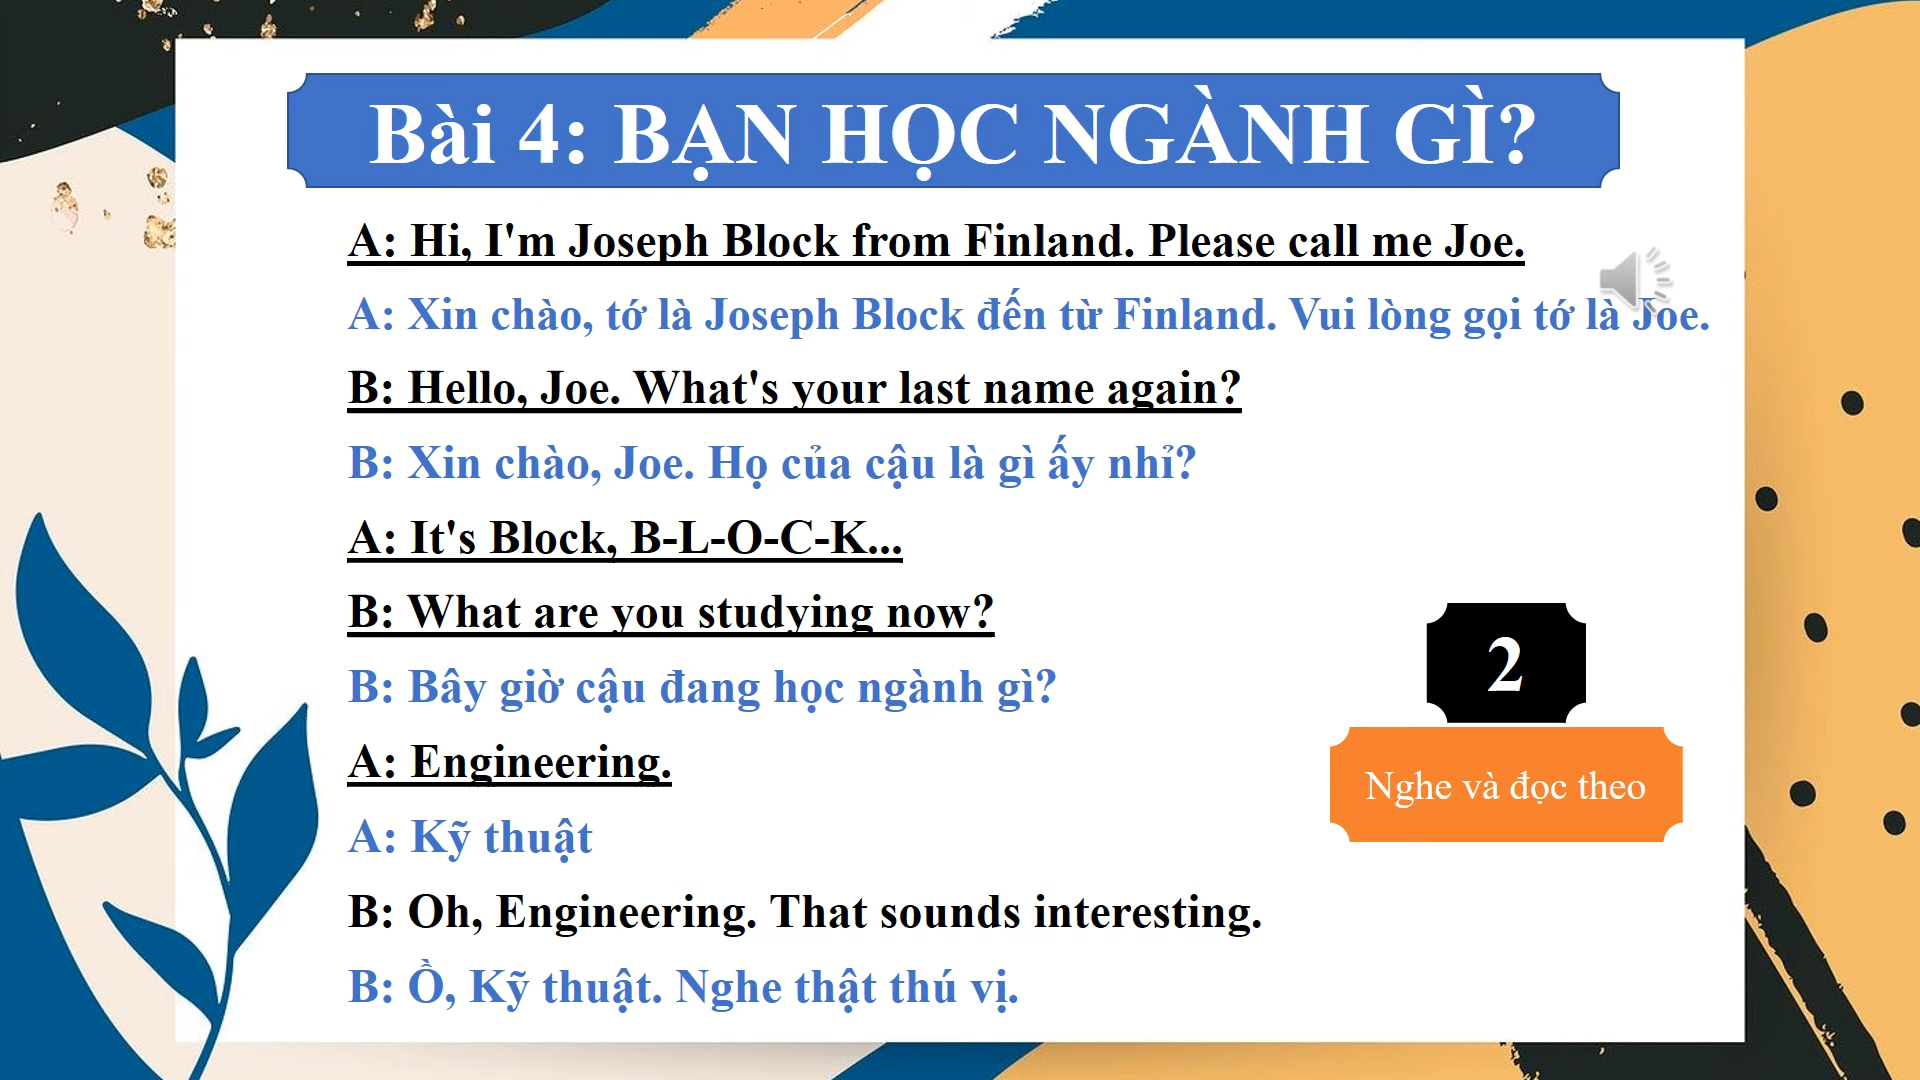 Bài 4: BẠN HỌC NGÀNH GÌ?
A: Hi, I'm Joseph Block from Finland. Please call me Joe.
A: Xin chào, tớ là Joseph Block đến từ Finland. Vui lòng gọi tớ là Joe.
B: Hello, Joe. What's your last name again?
B: Xin chào, Joe. Họ của cậu là gì ấy nhỉ?
A: It's Block, B-L-O-C-K...
B: What are you studying now?
B: Bây giờ cậu đang học ngành gì?
A: Engineering.
A: Kỹ thuật
B: Oh, Engineering. That sounds interesting.
B: Ồ, Kỹ thuật. Nghe thật thú vị.
2
Nghe và đọc theo